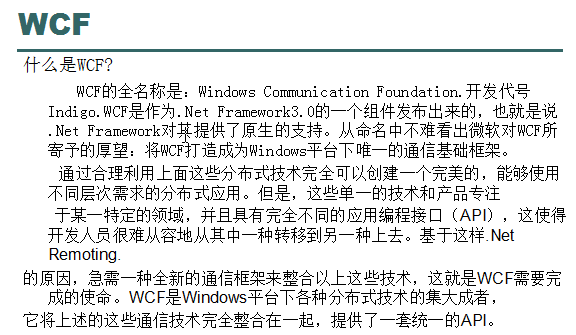 WCF
什么是WCF?
WCF的全名称是：Windows Communication Foundation.开发代号
Indigo.WCF是作为.Net Framework3.0的一个组件发布出来的，也就是说
.Net Framework对某提供了原生的支持。从命名中不难看出微软对WCF所
寄予的厚望：将WCF打造成为Windows平台下唯一的通信基础框架。
通过合理利用上面这些分布式技术完全可以创建一个完美的，能够使用
不同层次需求的分布式应用。但是，这些单一的技术和产品专注
于某一特定的领域，并且具有完全不同的应用编程接口（API），这使得
开发人员很难从容地从其中一种转移到另一种上去。基于这样.Net
Remoting.
的原因，急需一种全新的通信框架来整合以上这些技术，这就是WCF需要完
成的使命。WCF是Windows平台下各种分布式技术的集大成者，
它将上述的这些通信技术完全整合在一起，提供了一套统一的API。